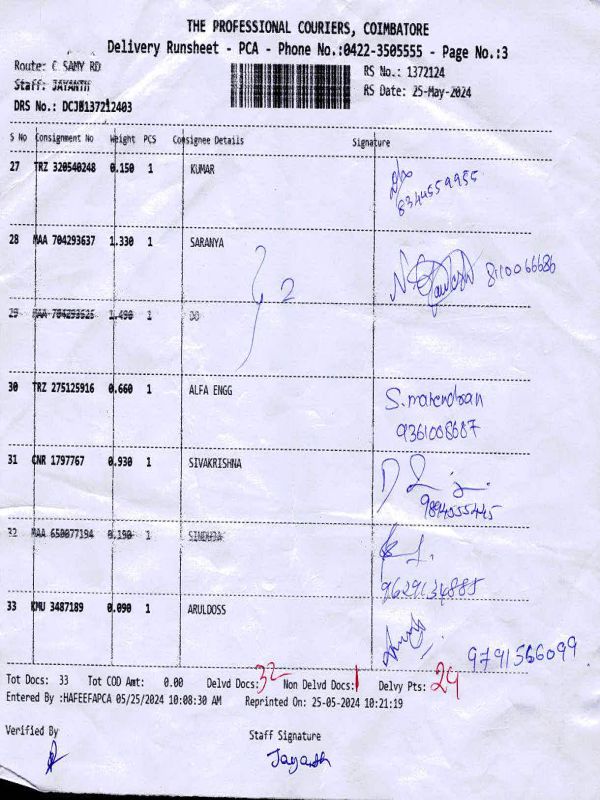 THE PROFESSIONAL COURIERS, COIMBATORE
Delivery Runsheet - PCA - Phone No.:0422-3505555 - Page No.:3
Route: C SAMY RD
RS No.: 1372124
Staff: JAYANTH
RS Date: 25-May-2024
DRS No.: DCJB137212403
S No Consignment No Weight PCS Consignee Details Signature
27 TRZ 320540248 0.150 1 KUMAR
8344559955
28 MAA 704293637 1.330 1 SARANYA
8110066686
2
29 MAA 704293625 1.490 1 DO
30 TRZ 275125916 0.660 1 ALFA ENGG S.mahendran
9361008687
31 CNR 1797767 0.930 1 SIVAKRISHNA
9894555445
32 MAA 650877194 0.190 1 SINDUJA
9629134885
33 KMU 3487189 0.090 1 ARULDOSS
9791566099
Tot Docs: 33 Tot COD Amt: 0.00 Delvd Docs: 32 Non Delvd Docs: 1 Delvy Pts: 29
Entered By :HAFEEFAPCA 05/25/2024 10:08:30 AM Reprinted On: 25-05-2024 10:21:19
Verified By Staff Signature
Jayanth